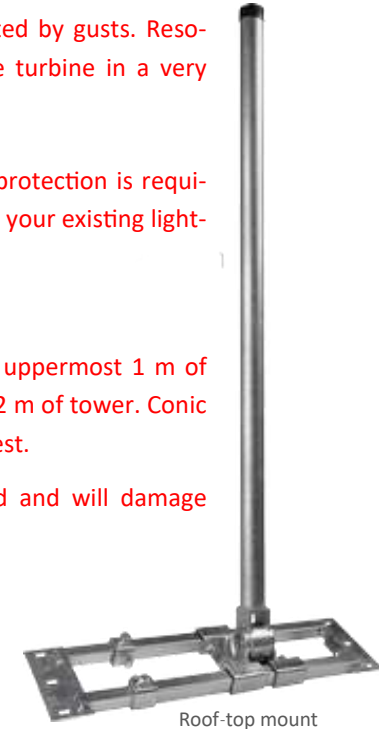 ted by gusts. Reso-
e turbine in a very
protection is requi-
your existing light-
uppermost 1 m of
2 m of tower. Conic
est.
d and will damage
Roof-top mount